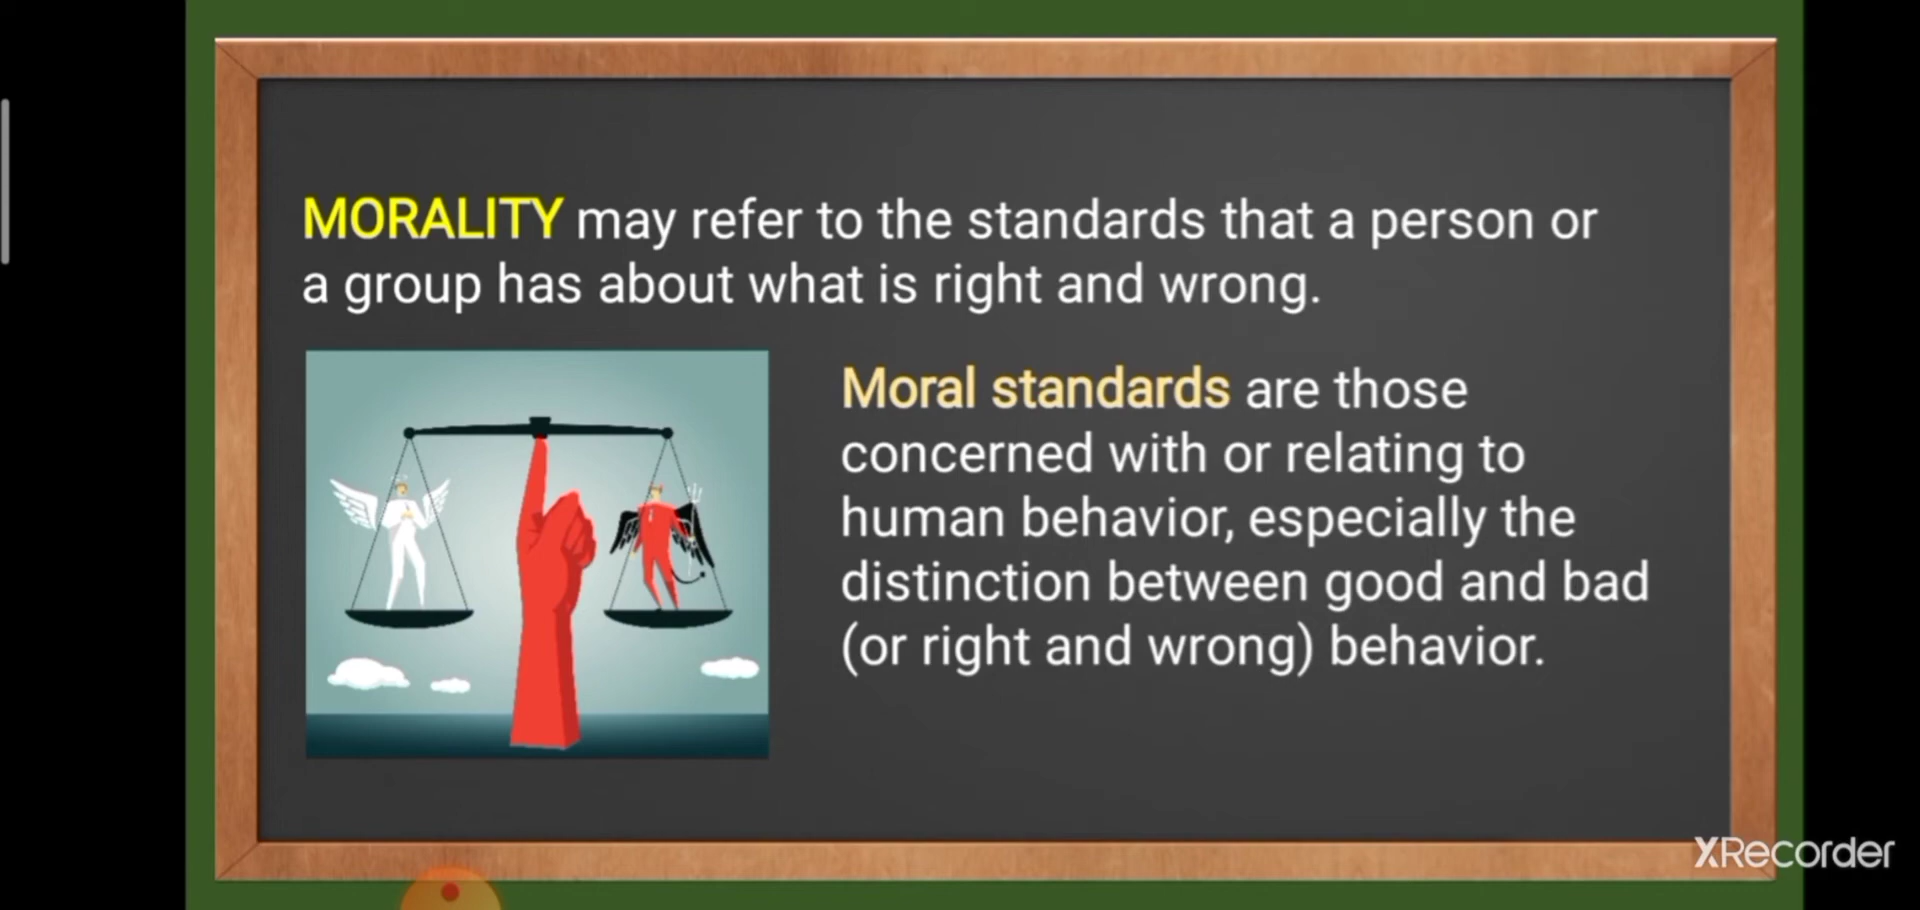 MORALITY may refer to the standards that a person or
a group has about what is right and wrong.
Moral standards are those
concerned with or relating to
human behavior, especially the
distinction between good and bad
(or right and wrong) behavior.
XRecorder